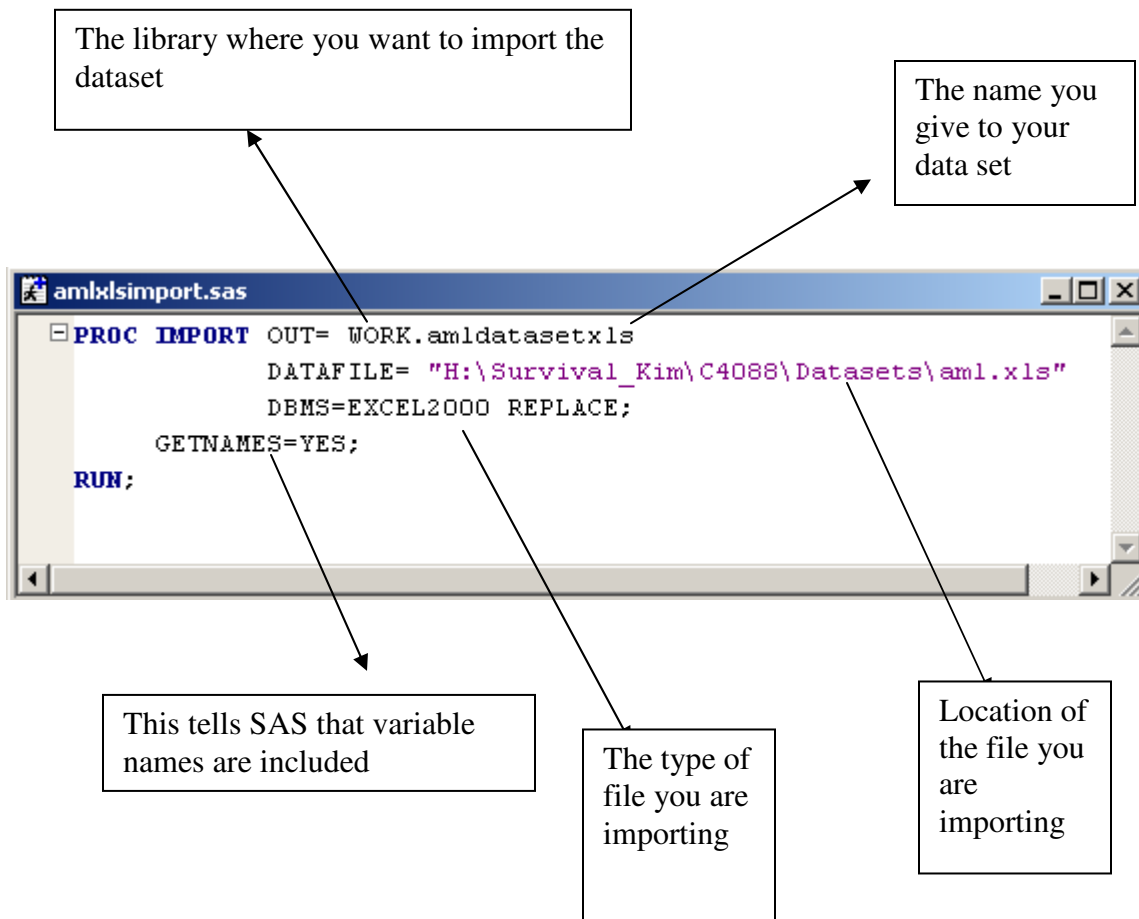 The library where you want to import the
dataset
The name you
give to your
data set
amlxlsimport.sas
PROC IMPORT OUT= WORK.amldatasetxls
DATAFILE= "H:\Survival_Kim\C4088\Datasets\aml.xls"
DBMS=EXCEL2000 REPLACE;
GETNAMES=YES;
RUN;
This tells SAS that variable
names are included
The type of
file you are
importing
Location of
the file you
are
importing